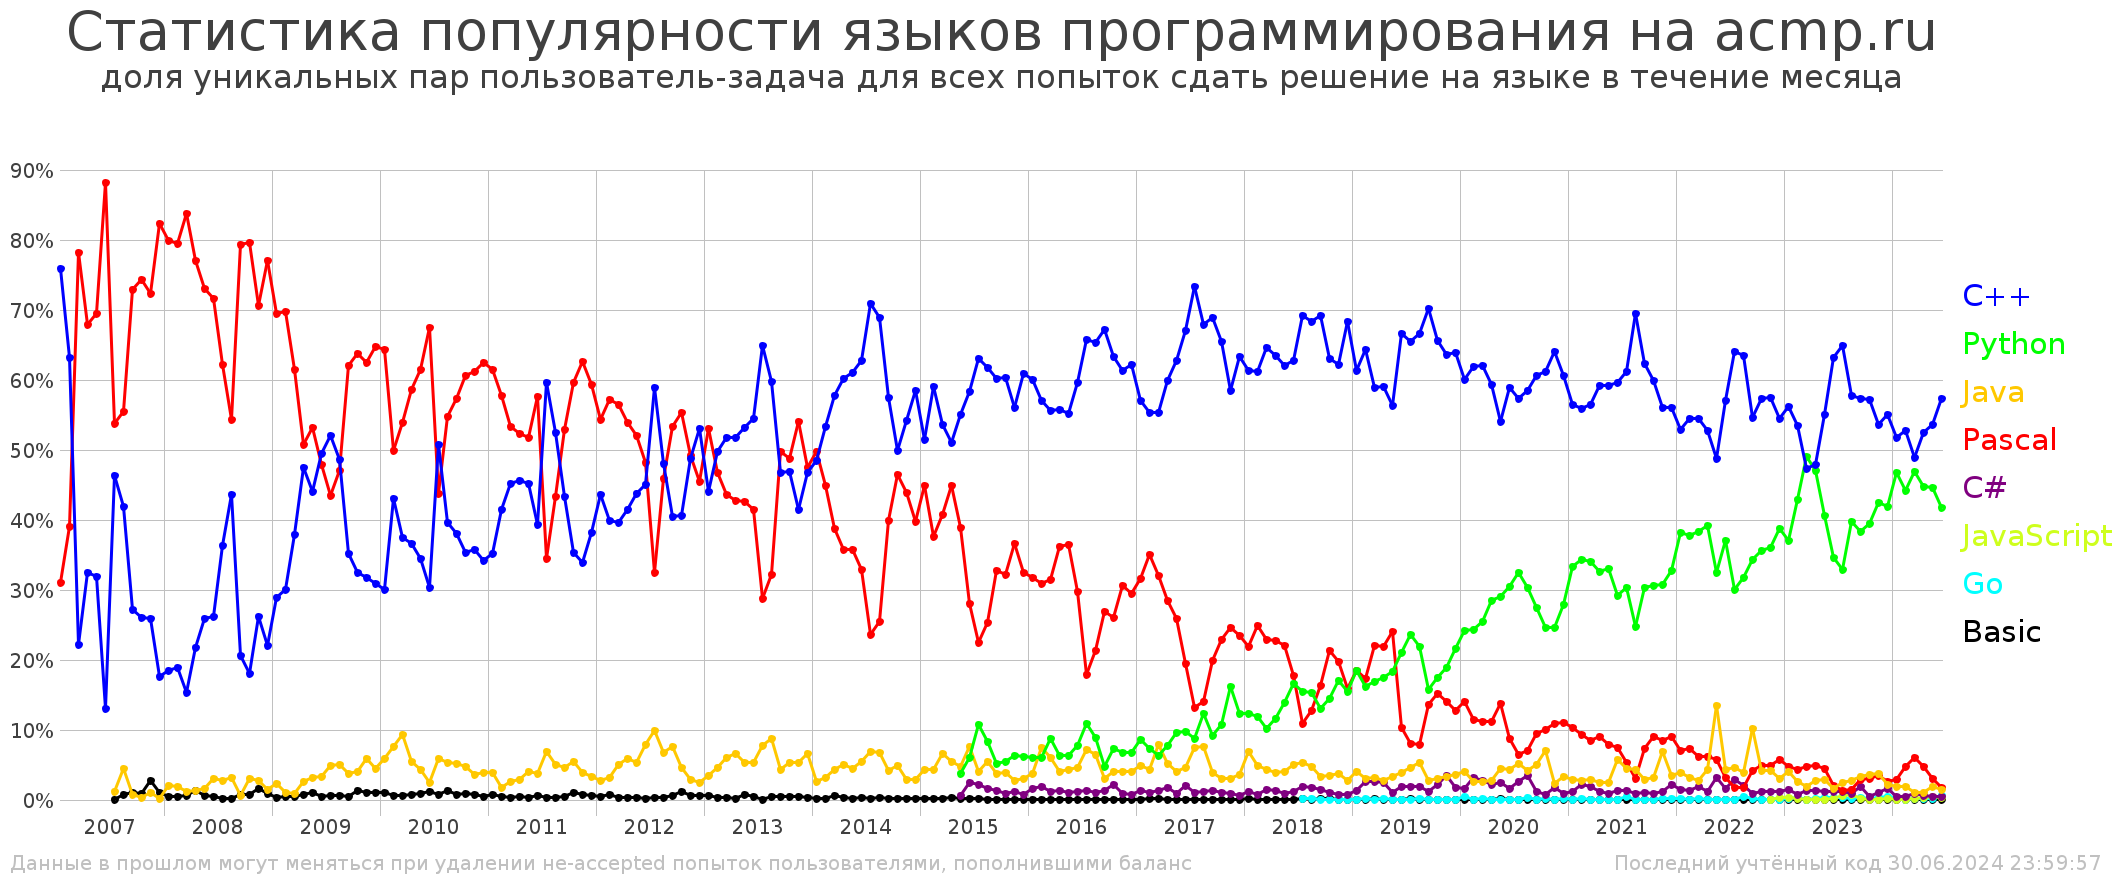 Статистика популярности языков программирования на acmp.ru
доля уникальных пар пользователь-задача для всех попыток сдать решение на языке в течение месяца
90%
80%
70%
60%
50%
40%
30%
20%
10%
0%
C++
Python
Java
Pascal
C#
JavaScript
Go
Basic
2007 2008 2009 2010 2011 2012 2013 2014 2015 2016 2017 2018 2019 2020 2021 2022 2023
Данные в прошлом могут меняться при удалении не-accepted попыток пользователями, пополнившими баланс
Последний учтённый код 30.06.2024 23:59:57